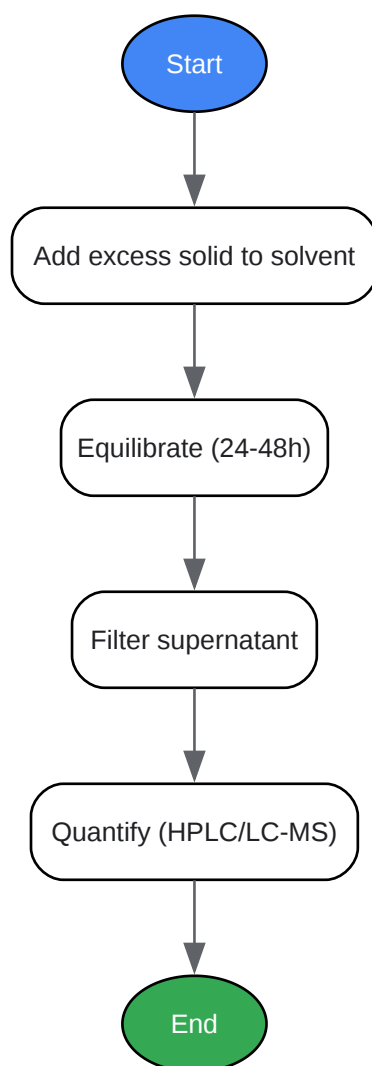 Start
Add excess solid to solvent
Equilibrate (24-48h)
Filter supernatant
Quantify (HPLC/LC-MS)
End